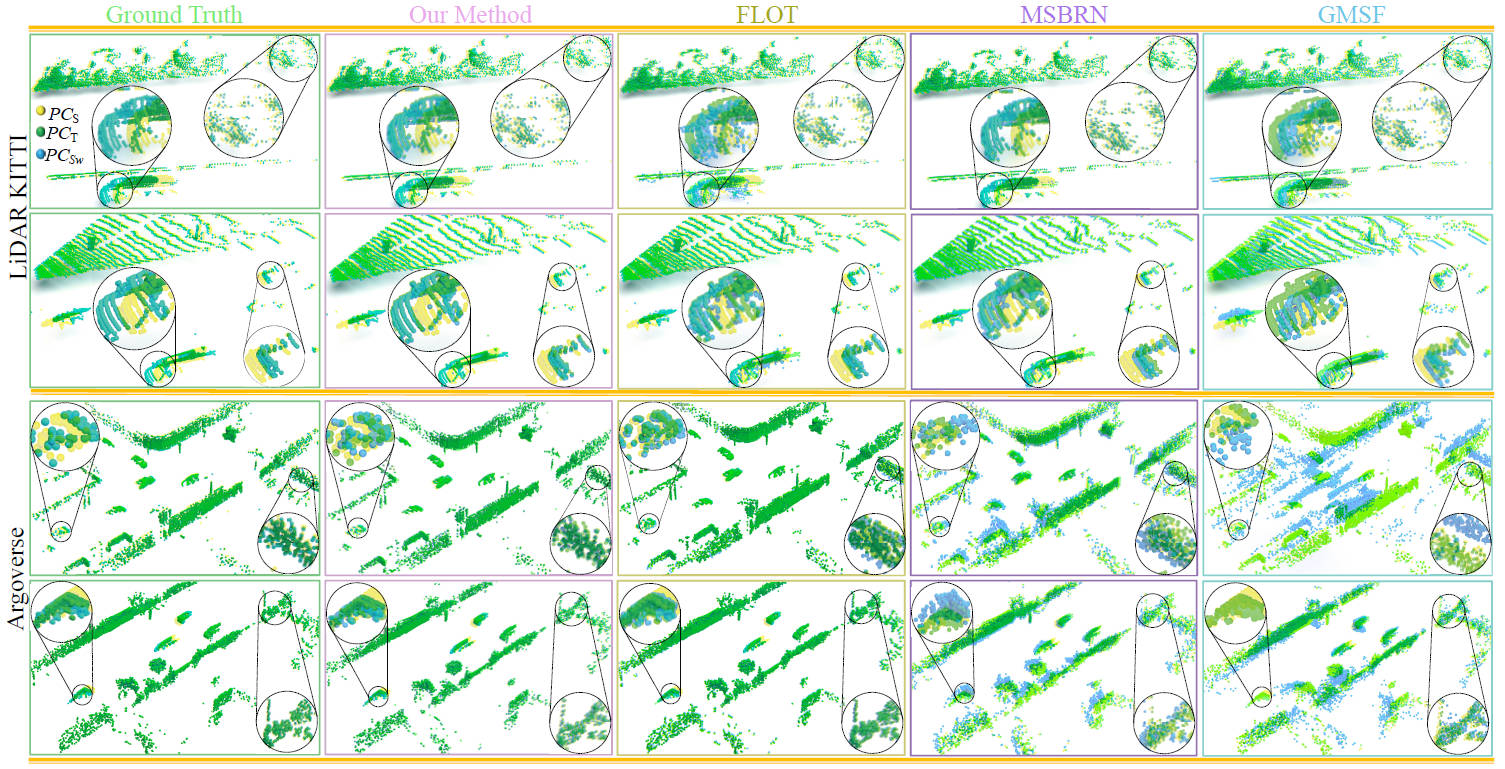 Ground Truth
Our Method
FLOT
MSBRN
GMSF
LiDAR KITTI
PCS
PCT
PCSw
Argoverse